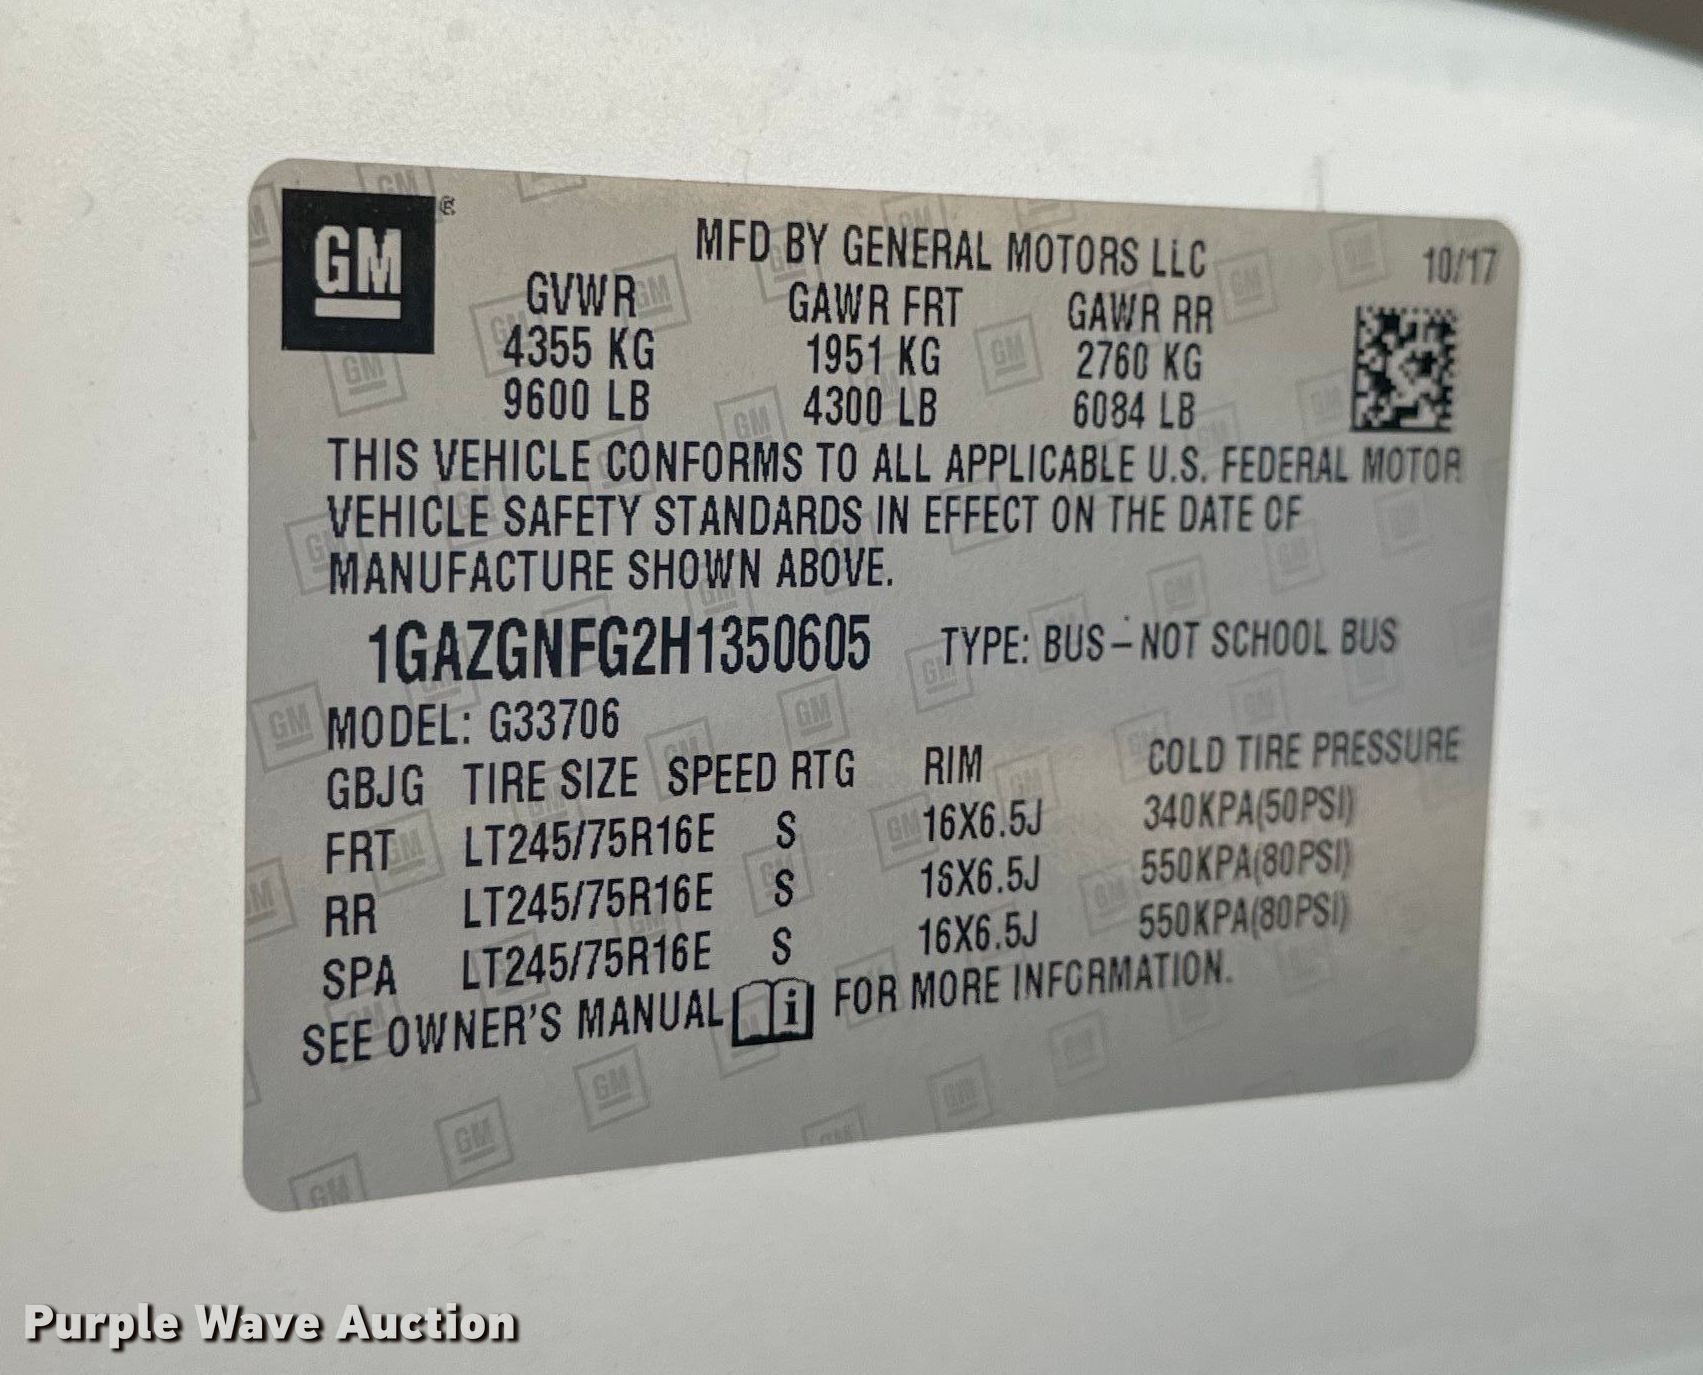 GM
MFD BY GENERAL MOTORS LLC 10/17
GVWR GAWR FRT GAWR RR
4355 KG 1951 KG 2760 KG
9600 LB 4300 LB 6084 LB
THIS VEHICLE CONFORMS TO ALL APPLICABLE U.S. FEDERAL MOTOR
VEHICLE SAFETY STANDARDS IN EFFECT ON THE DATE OF
MANUFACTURE SHOWN ABOVE.
1GAZGNFG2H1350605 TYPE: BUS – NOT SCHOOL BUS
MODEL: G33706
GBJG TIRE SIZE SPEED RTG RIM COLD TIRE PRESSURE
FRT LT245/75R16E S 16X6.5J 340KPA(50PSI)
RR LT245/75R16E S 16X6.5J 550KPA(80PSI)
SPA LT245/75R16E S 16X6.5J 550KPA(80PSI)
SEE OWNER'S MANUAL i FOR MORE INFORMATION.
Purple Wave Auction